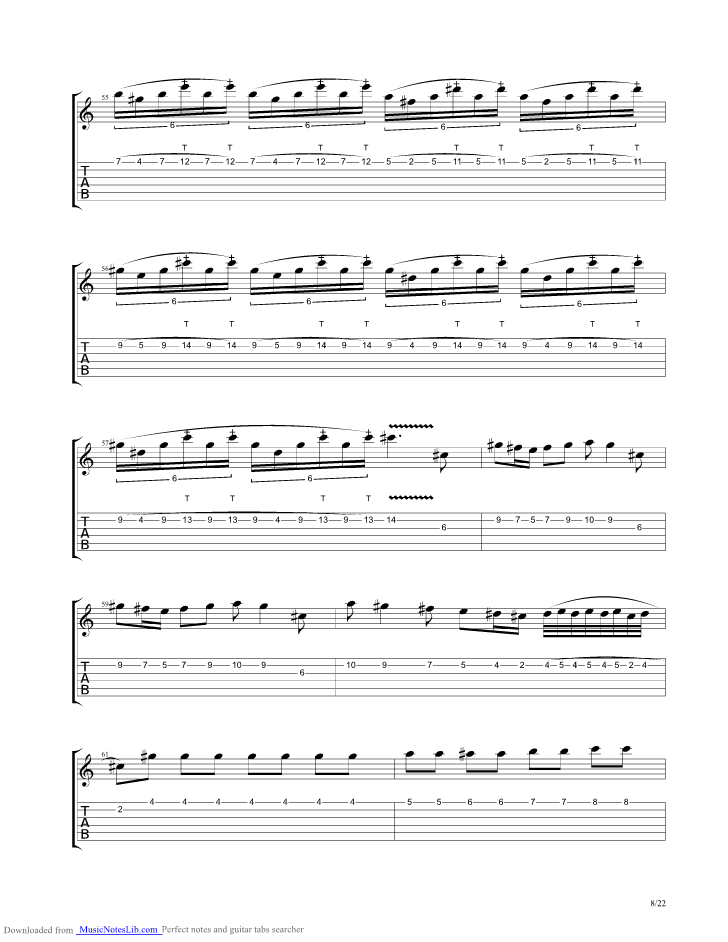 55
6 6 6 6
T T T T T T T T
7 4 7 12 7 12 7 4 7 12 7 12 5 2 5 11 5 11 5 2 5 11 5 11
T
A
B
56
6 6 6 6
T T T T T T T T
9 5 9 14 9 14 9 5 9 14 9 14 9 4 9 14 9 14 9 4 9 14 9 14
T
A
B
57
6 6
T T T T
9 4 9 13 9 13 9 4 9 13 9 13 14 6 9 7 5 7 9 10 9 6
T
A
B
59
9 7 5 7 9 10 9 6 10 9 7 5 4 2 4 5 4 5 4 5 2 4
T
A
B
61
2 4 4 4 4 4 4 4 5 5 6 6 7 7 8 8
T
A
B
8/22
Downloaded from MusicNotesLib.com Perfect notes and guitar tabs searcher